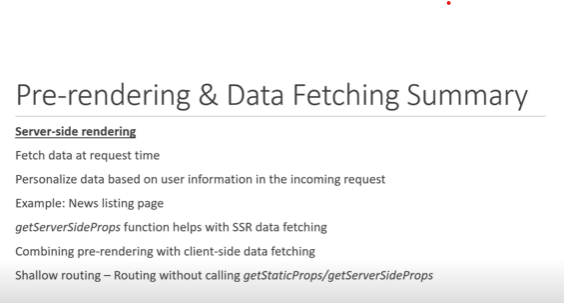 Pre-rendering & Data Fetching Summary
Server-side rendering
Fetch data at request time
Personalize data based on user information in the incoming request
Example: News listing page
getServerSideProps function helps with SSR data fetching
Combining pre-rendering with client-side data fetching
Shallow routing – Routing without calling getStaticProps/getServerSideProps